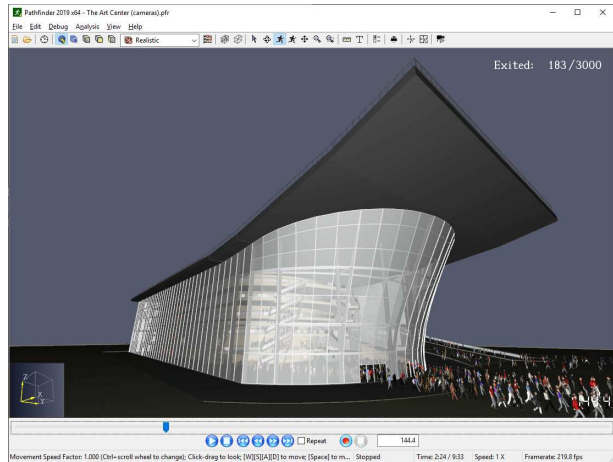 Pathfinder 2019 x64 - The Art Center (cameras).pfr
File Edit Debug Analysis View Help
Realistic
Exited: 183/3000
144.4
Z
X
Y
Repeat
144.4
Movement Speed Factor: 1.000 (Ctrl+scroll wheel to change); Click-drag to look; [W][S][A][D] to move; [Space] to m... Stopped Time: 2:24 / 9:33 Speed: 1 X Framerate: 219.8 fps